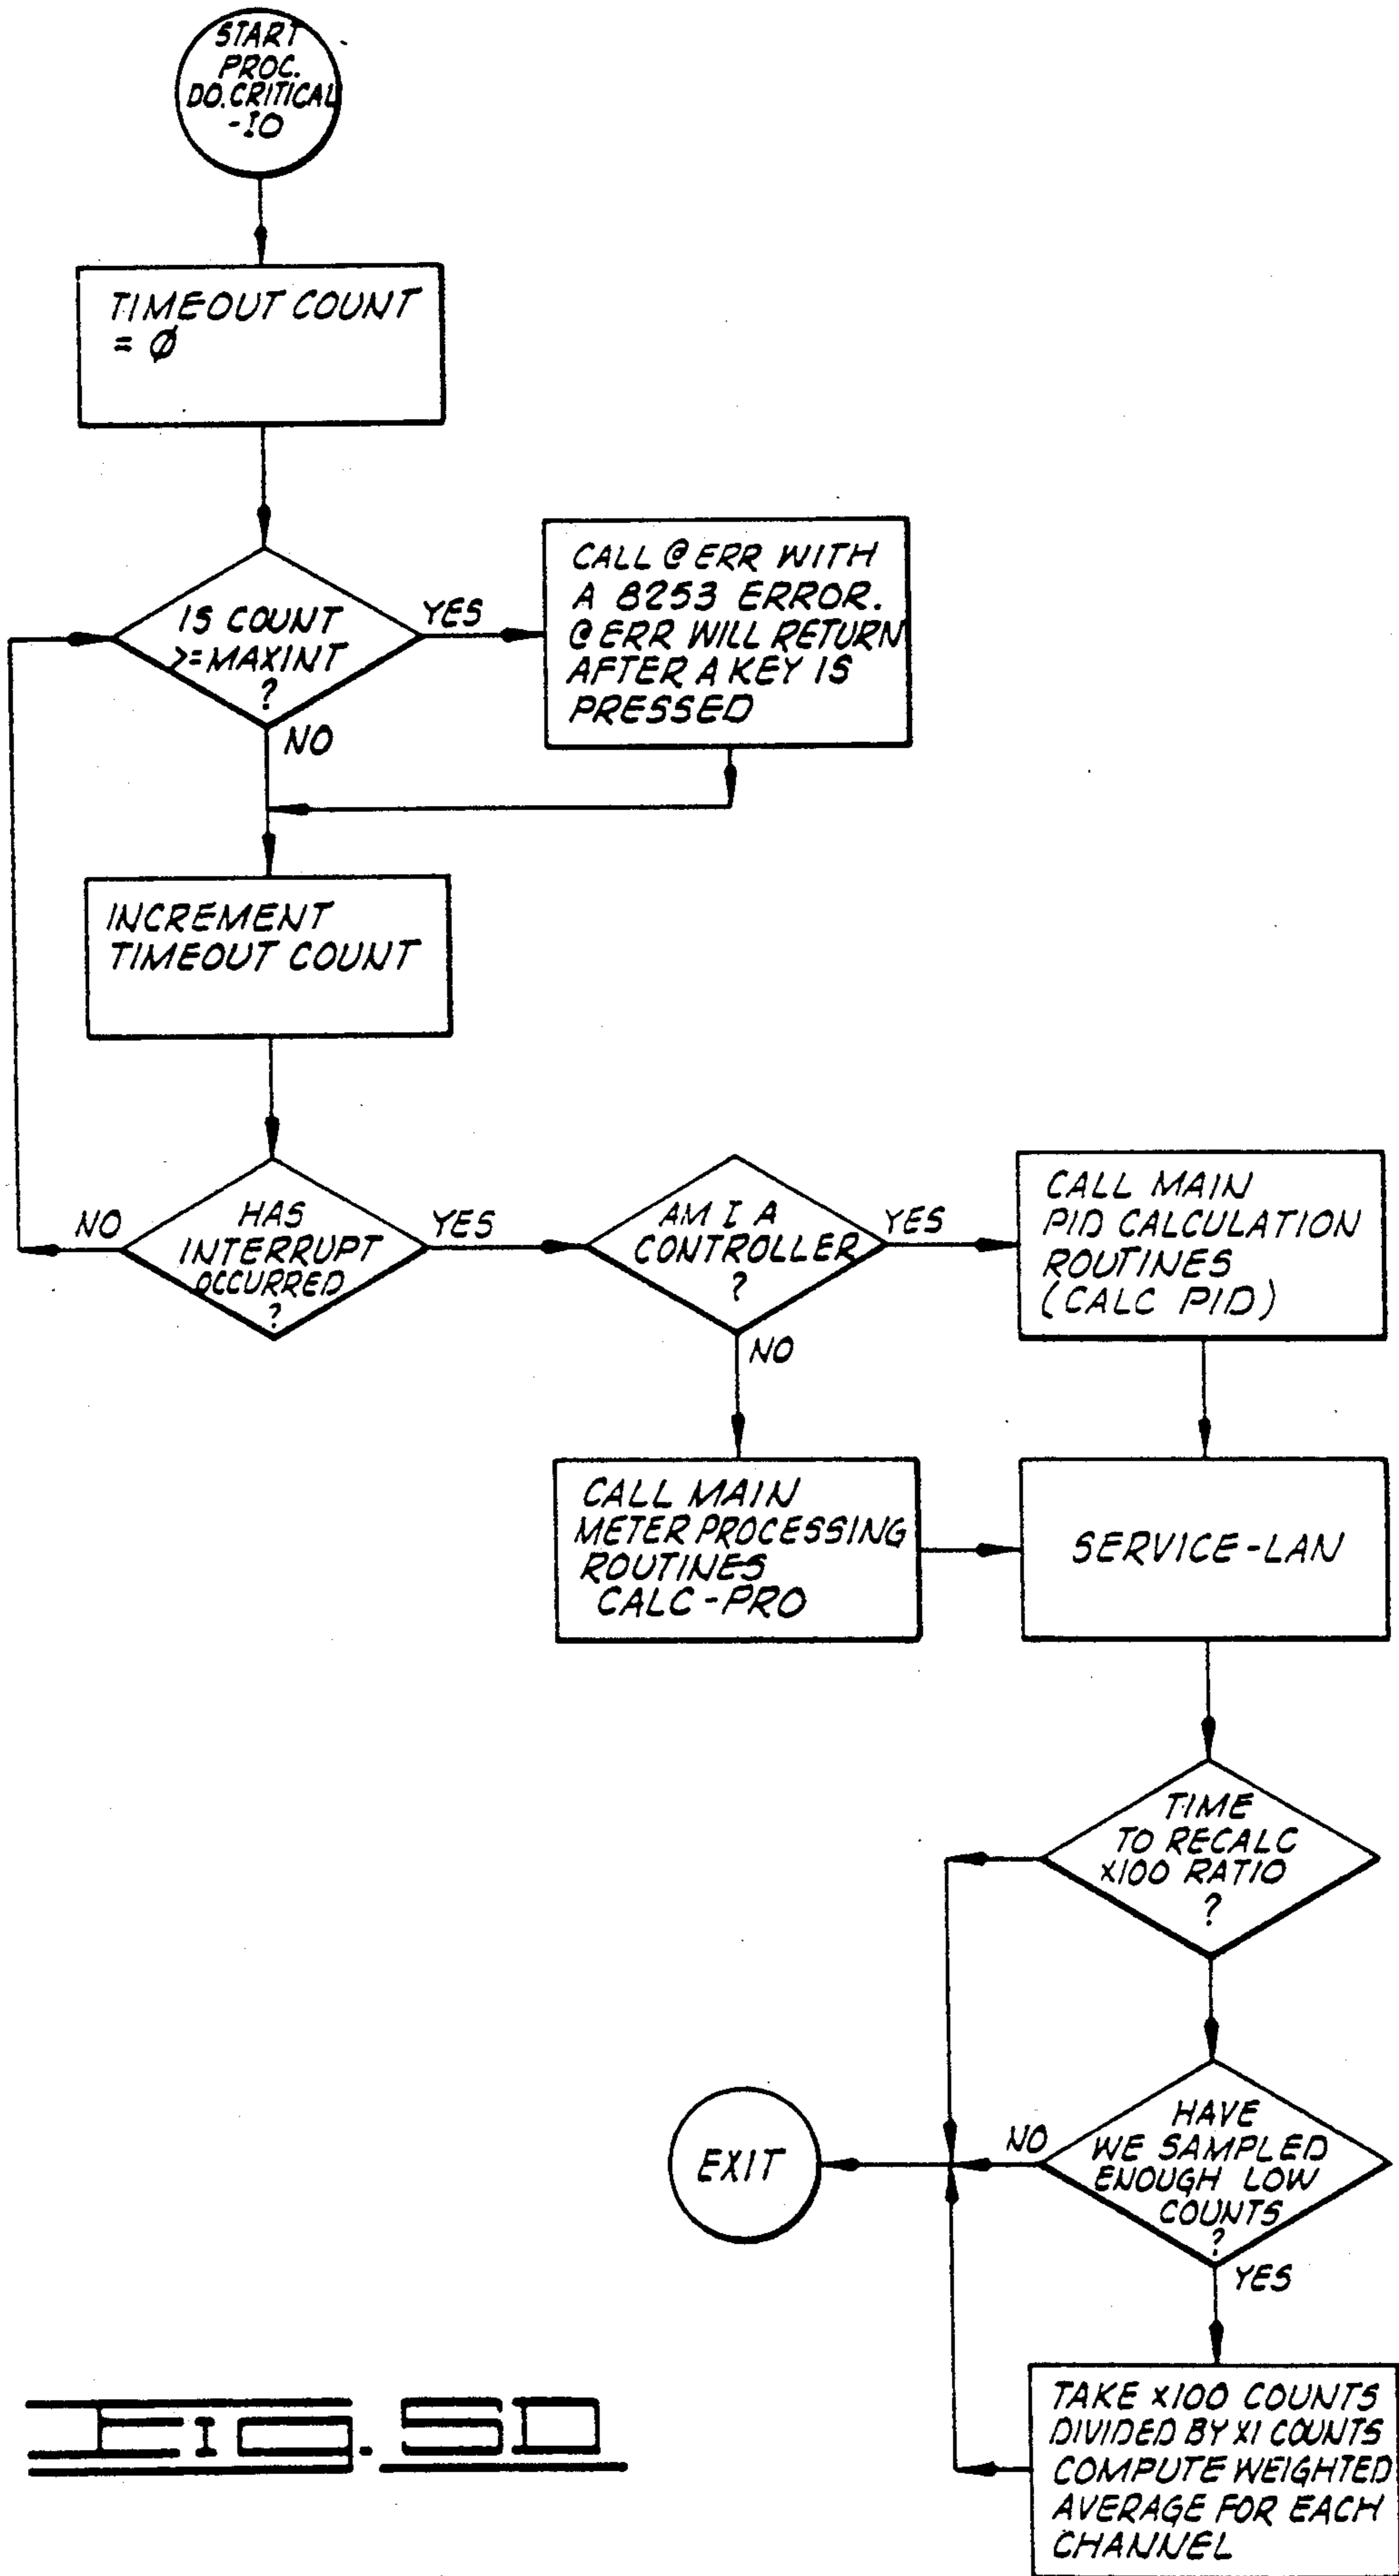 START
PROC.
DO.CRITICAL
-IO
TIMEOUT COUNT
= Ø
IS COUNT
>=MAXINT
?
YES
NO
CALL @ ERR WITH
A 8253 ERROR.
@ ERR WILL RETURN
AFTER A KEY IS
PRESSED
INCREMENT
TIMEOUT COUNT
HAS
INTERRUPT
OCCURRED
?
NO
YES
AM I A
CONTROLLER
?
YES
NO
CALL MAIN
PID CALCULATION
ROUTINES
(CALC PID)
CALL MAIN
METER PROCESSING
ROUTINES
CALC-PRO
SERVICE-LAN
TIME
TO RECALC
x100 RATIO
?
HAVE
WE SAMPLED
ENOUGH LOW
COUNTS
?
NO
YES
EXIT
TAKE x100 COUNTS
DIVIDED BY X1 COUNTS
COMPUTE WEIGHTED
AVERAGE FOR EACH
CHANNEL
FIG. 5D